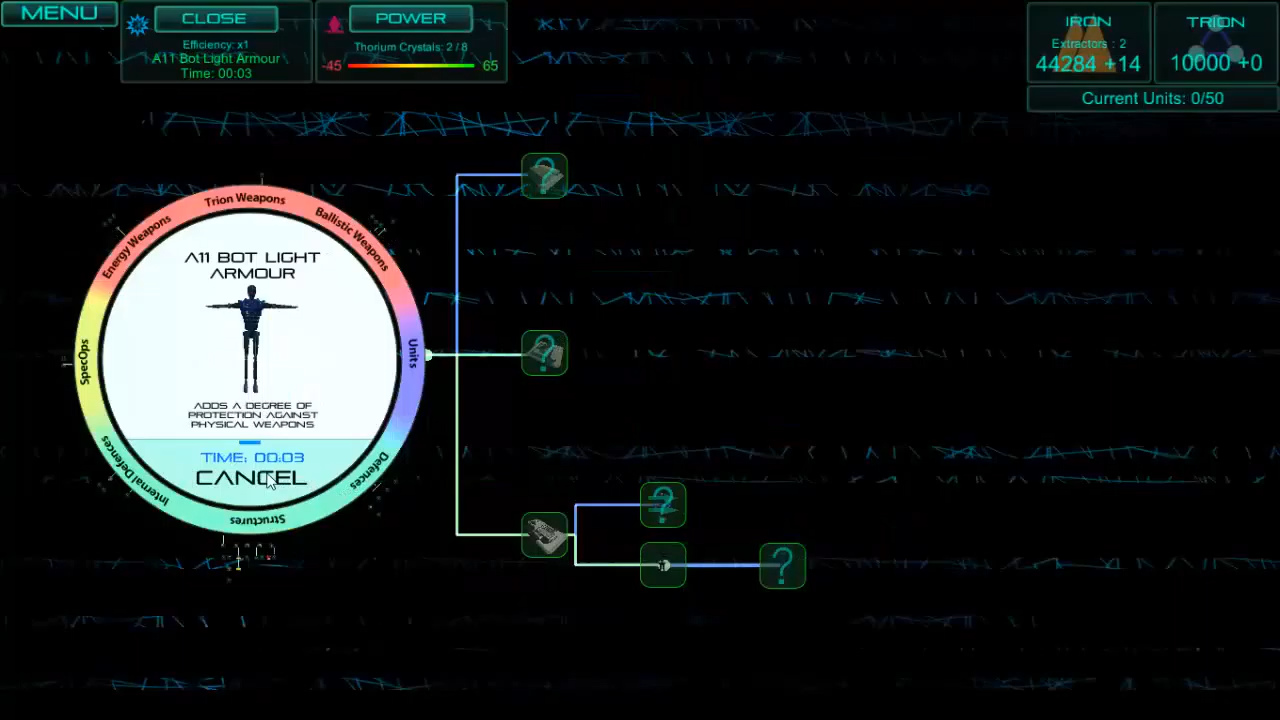 MENU
CLOSE
Efficiency: x1
A11 Bot Light Armour
Time: 00:03
POWER
Thorium Crystals: 2 / 8
-45
65
IRON
Extractors : 2
44284 +14
TRION
10000 +0
Current Units: 0/50
Trion Weapons
Ballistic Weapons
Energy Weapons
Units
SpecOps
Defences
Internal Defences
Structures
A11 BOT LIGHT
ARMOUR
ADDS A DEGREE OF
PROTECTION AGAINST
PHYSICAL WEAPONS
TIME: 00:03
CANCEL
?
?
?
?